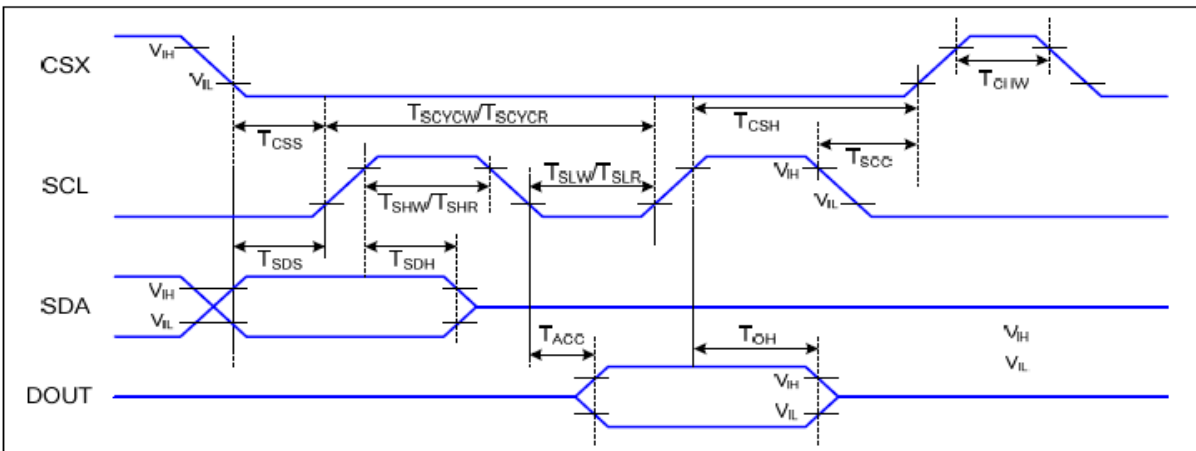 CSX
VIH
VIL
TCHW
TSCYCW/TSCYCR
TCSH
TCSS
TSCC
SCL
TSLW/TSLR
VIH
TSHW/TSHR
VIL
TSDS
TSDH
SDA
VIH
VIL
TACC
TOH
VIH
VIL
DOUT
VIH
VIL